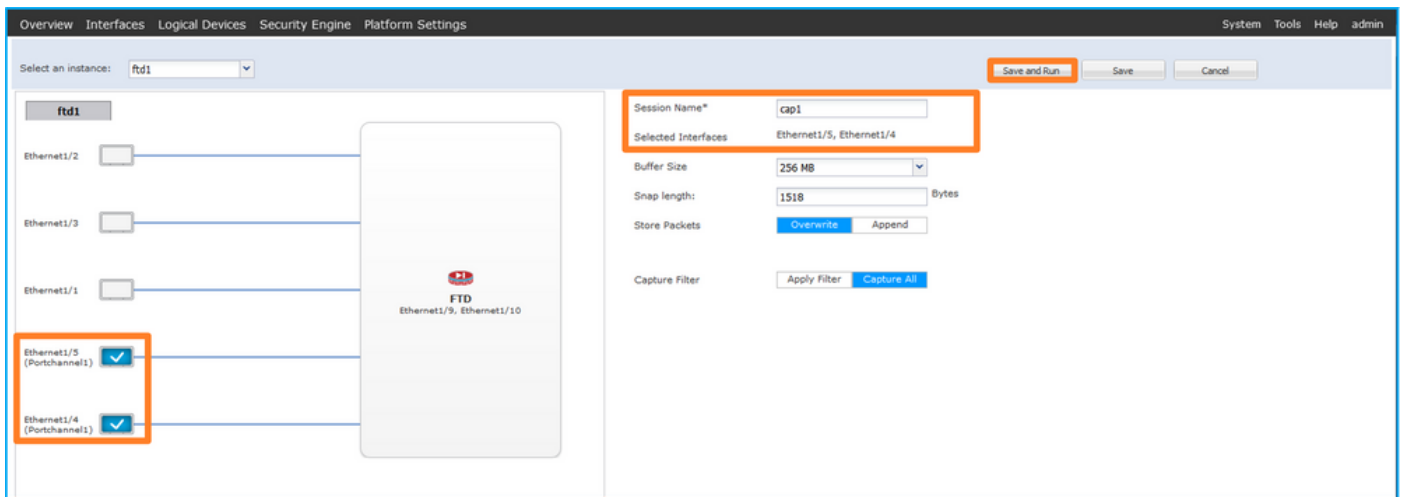 Overview Interfaces Logical Devices Security Engine Platform Settings System Tools Help admin
Select an instance: ftd1 Save and Run Save Cancel
ftd1
Ethernet1/2
Ethernet1/3
Ethernet1/1
Ethernet1/5
(Portchannel1)
Ethernet1/4
(Portchannel1)
FTD
Ethernet1/9, Ethernet1/10
Session Name* cap1
Selected Interfaces Ethernet1/5, Ethernet1/4
Buffer Size 256 MB
Snap length: 1518 Bytes
Store Packets Overwrite Append
Capture Filter Apply Filter Capture All